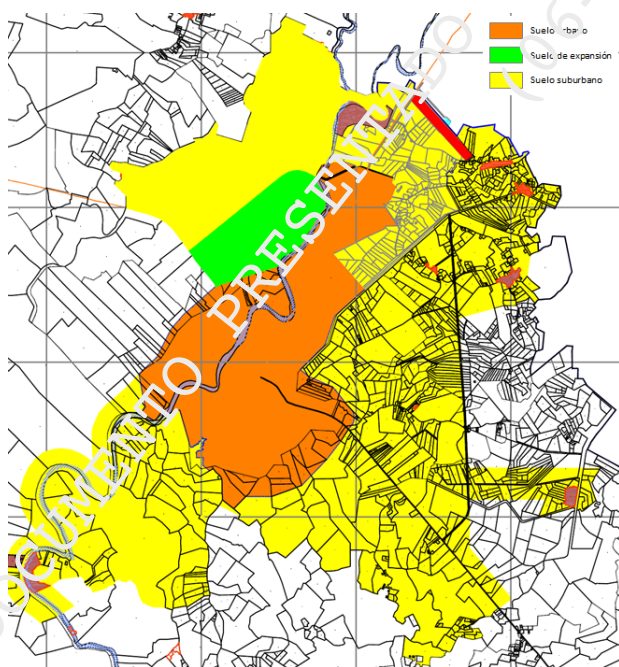 Suelo urbano
Suelo de expansión
Suelo suburbano
DOCUMENTO PRESENTADO